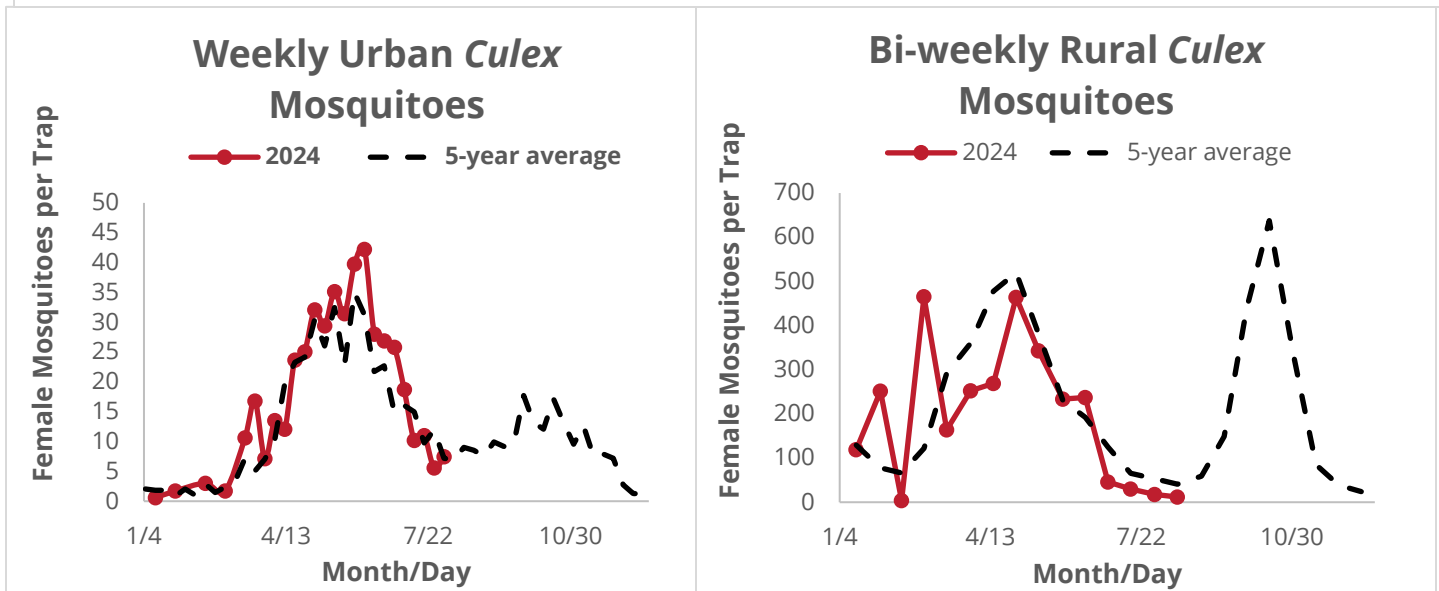 Weekly Urban Culex
Mosquitoes
2024
5-year average
Female Mosquitoes per Trap
50
45
40
35
30
25
20
15
10
5
0
1/4
4/13
7/22
10/30
Month/Day
Bi-weekly Rural Culex
Mosquitoes
2024
5-year average
Female Mosquitoes per Trap
700
600
500
400
300
200
100
0
1/4
4/13
7/22
10/30
Month/Day